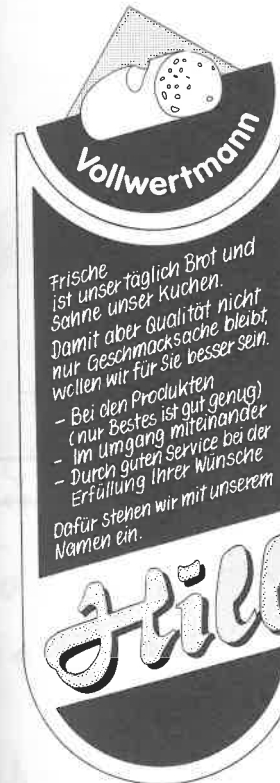 Vollwertmann
Frische
ist unser täglich Brot und
Sahne unser Kuchen.
Damit aber Qualität nicht
nur Geschmacksache bleibt,
wollen wir für Sie besser sein.
- Bei den Produkten
(nur Bestes ist gut genug)
- Im Umgang miteinander
- Durch guten Service bei der
Erfüllung Ihrer Wünsche
Dafür stehen wir mit unserem
Namen ein.